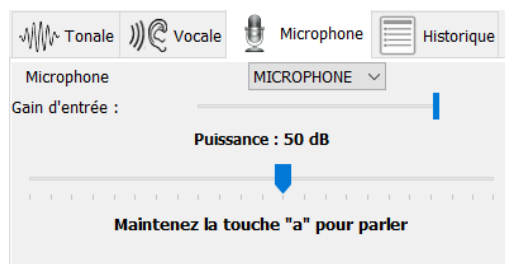 Tonale Vocale Microphone Historique
Microphone MICROPHONE
Gain d'entrée :
Puissance : 50 dB
Maintenez la touche "a" pour parler